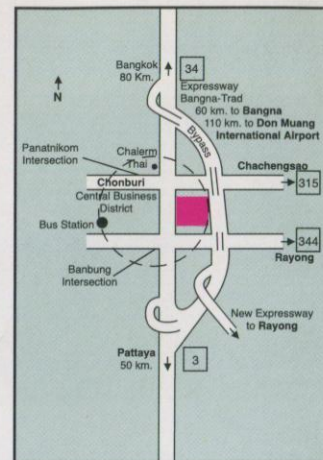 Bangkok
80 Km.
34
N
Expressway
Bangna-Trad
60 km. to Bangna
110 km. to Don Muang
International Airport
Bypass
Panatnikom
Intersection
Chalerm
Thai
Chachengsao
315
Chonburi
Central Business
District
Bus Station
344
Rayong
Banbung
Intersection
New Expressway
to Rayong
Pattaya
50 km.
3